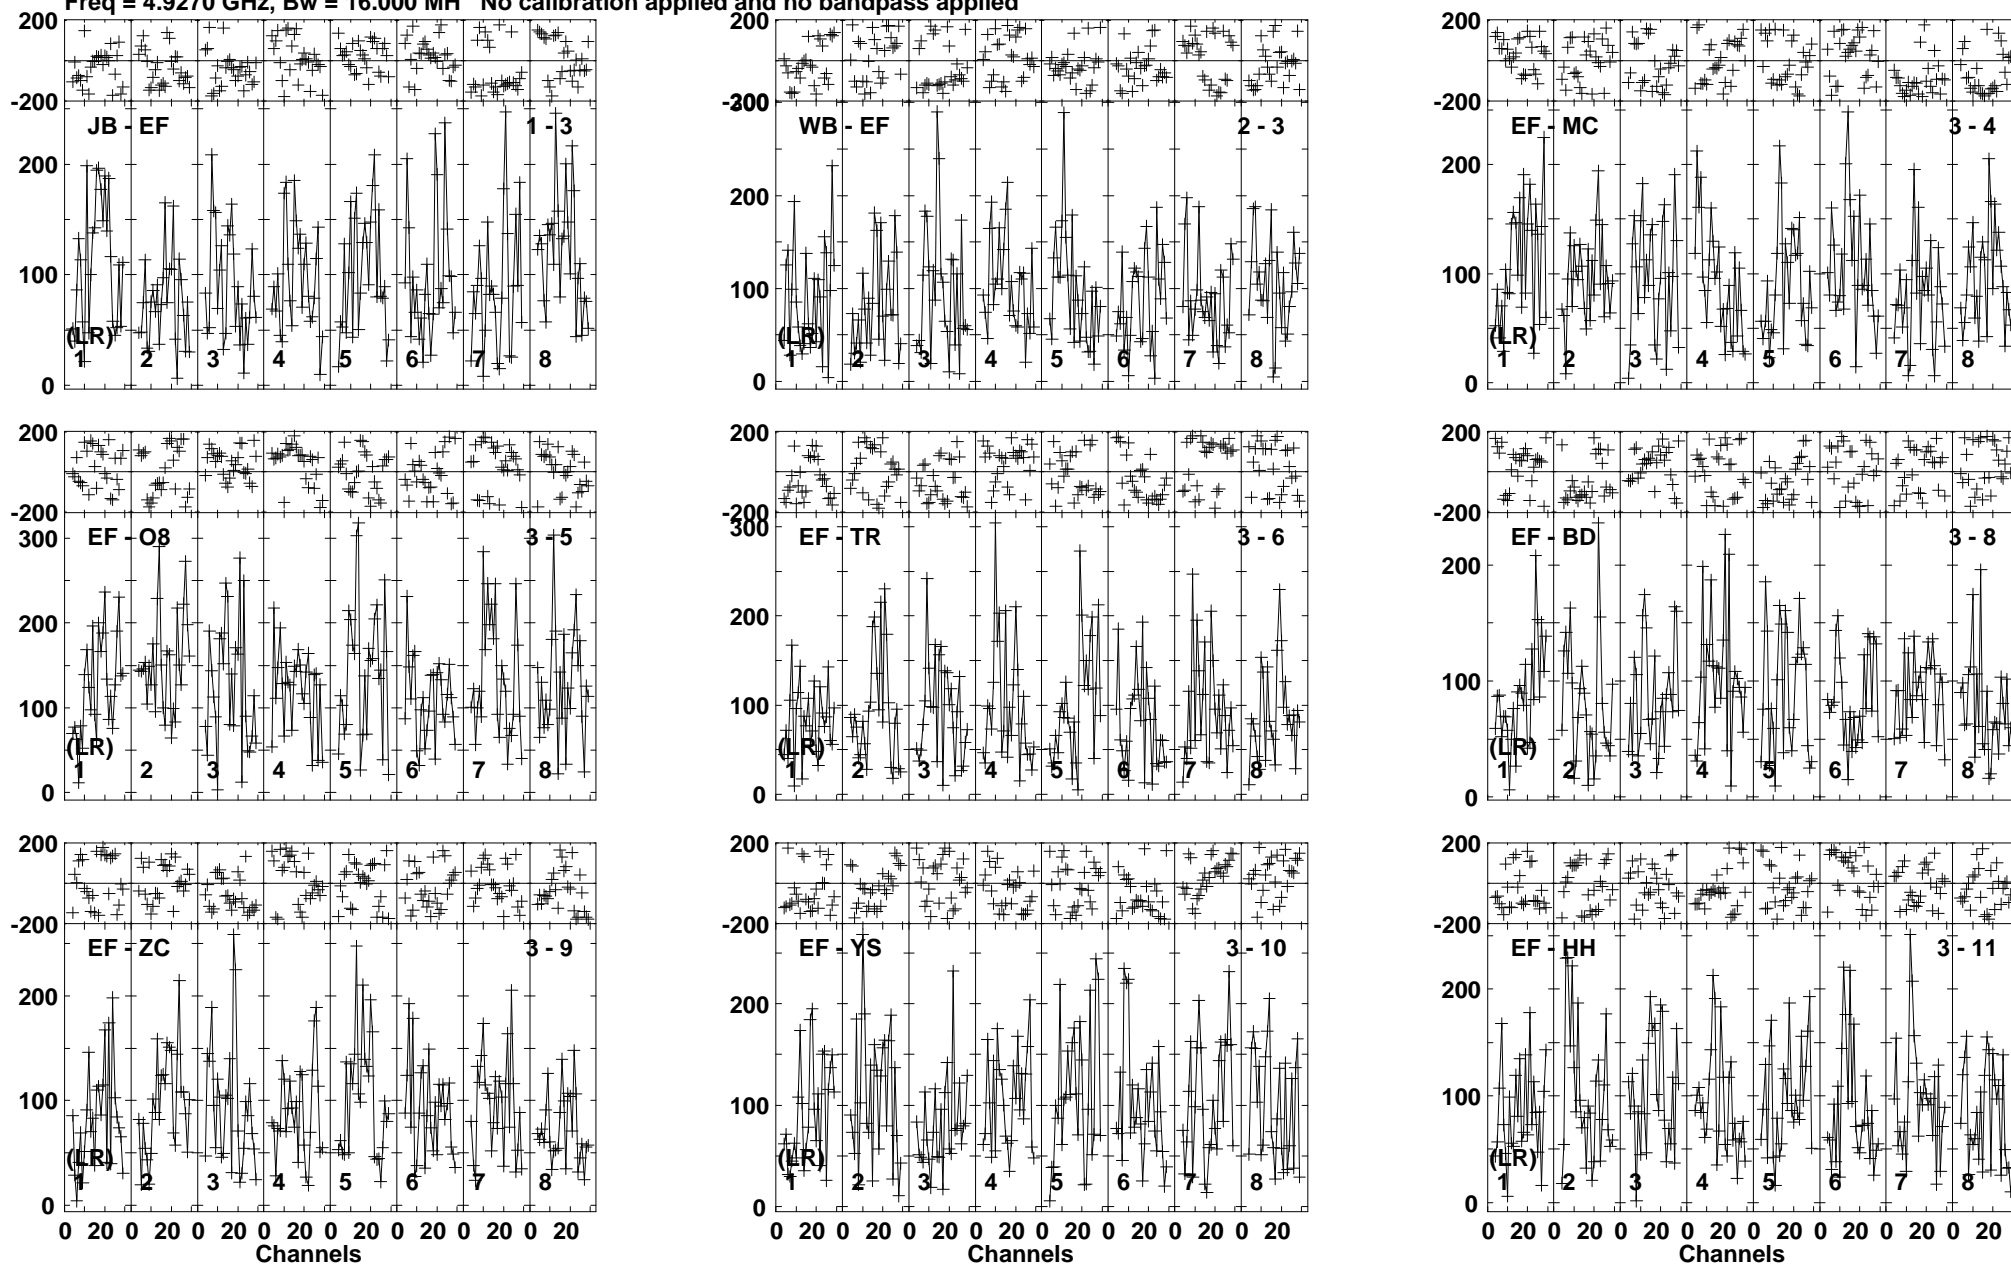 Freq = 4.9270 GHz, Bw = 16.000 MH No calibration applied and no bandpass applied
200 200 200
-200 -200 -200
JB - EF 1 - 3
200
100
0
(LR)
1 2 3 4 5 6 7 8
300
WB - EF 2 - 3
200
100
0
(LR)
1 2 3 4 5 6 7 8
EF - MC 3 - 4
200
100
0
(LR)
1 2 3 4 5 6 7 8
200 200 200
-200 -200 -200
EF - O8 3 - 5
300
200
100
0
(LR)
1 2 3 4 5 6 7 8
EF - TR 3 - 6
300
200
100
0
(LR)
1 2 3 4 5 6 7 8
EF - BD 3 - 8
200
100
0
(LR)
1 2 3 4 5 6 7 8
200 200 200
-200 -200 -200
EF - ZC 3 - 9
200
100
0
(LR)
1 2 3 4 5 6 7 8
0 20 0 20 0 20 0 20 0 20 0 20 0 20 0 20
Channels
EF - YS 3 - 10
200
100
0
(LR)
1 2 3 4 5 6 7 8
0 20 0 20 0 20 0 20 0 20 0 20 0 20 0 20
Channels
EF - HH 3 - 11
200
100
0
(LR)
1 2 3 4 5 6 7 8
0 20 0 20 0 20 0 20 0 20 0 20 0 20 0 20
Channels